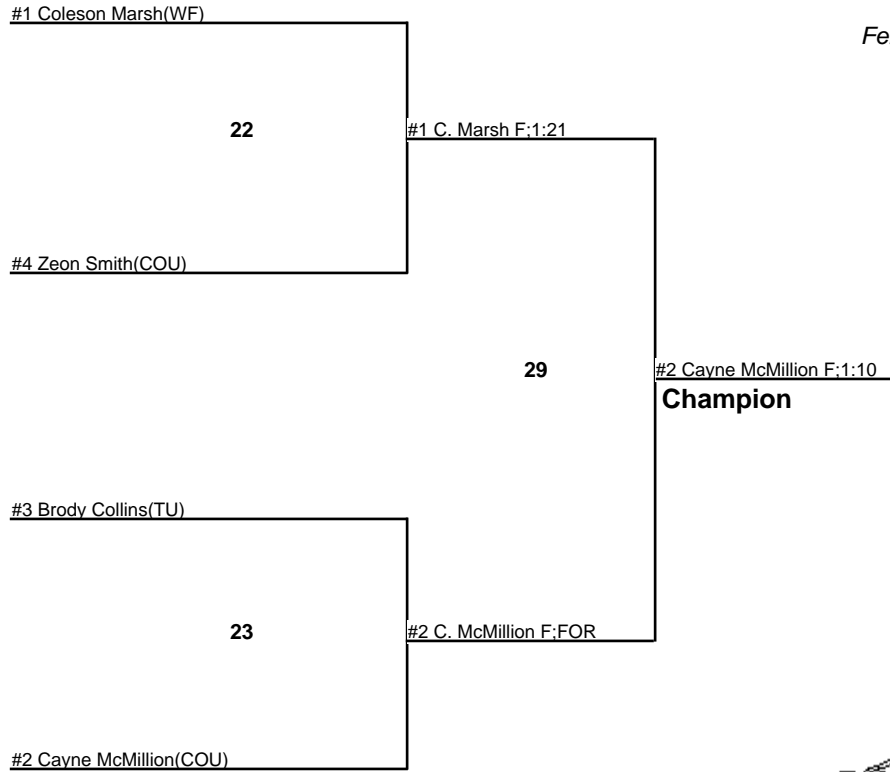 #1 Coleson Marsh(WF)
22
#1 C. Marsh F;1:21
#4 Zeon Smith(COU)
29
#2 Cayne McMillion F;1:10
Champion
#3 Brody Collins(TU)
23
#2 C. McMillion F;FOR
#2 Cayne McMillion(COU)